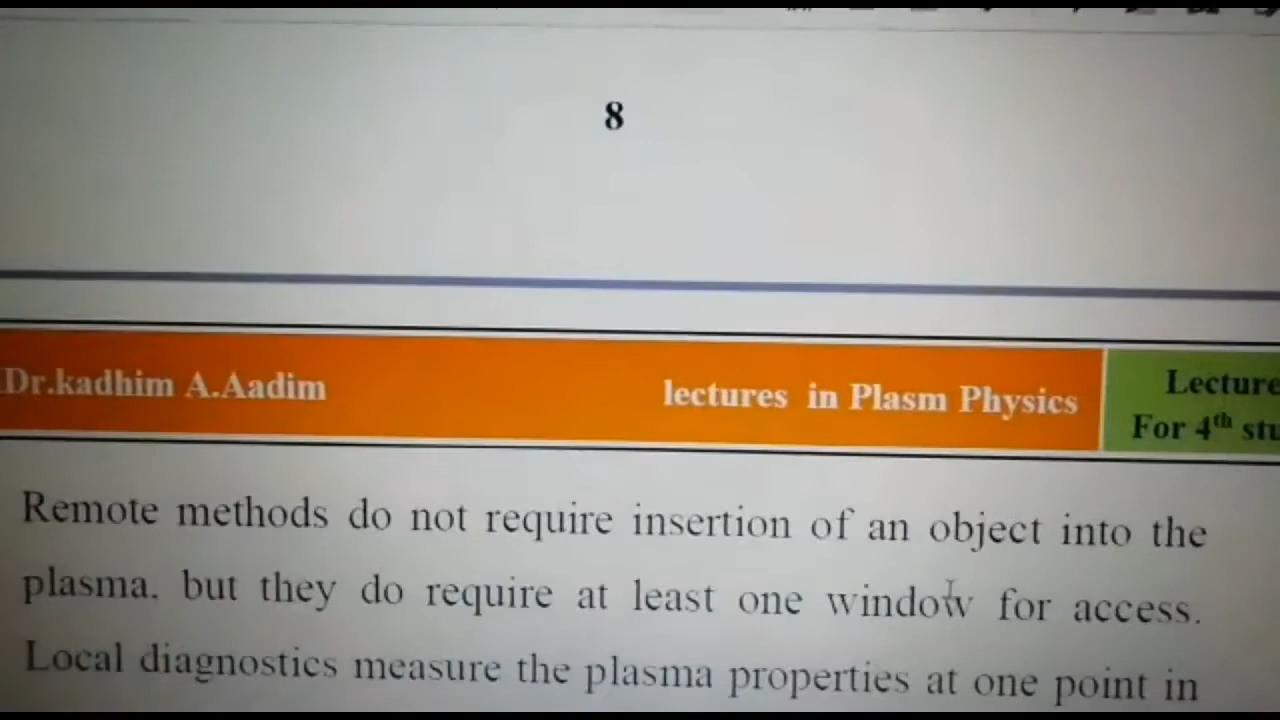 8
Dr.kadhim A.Aadim lectures in Plasm Physics Lecture
For 4th stu
Remote methods do not require insertion of an object into the
plasma, but they do require at least one window for access.
Local diagnostics measure the plasma properties at one point in